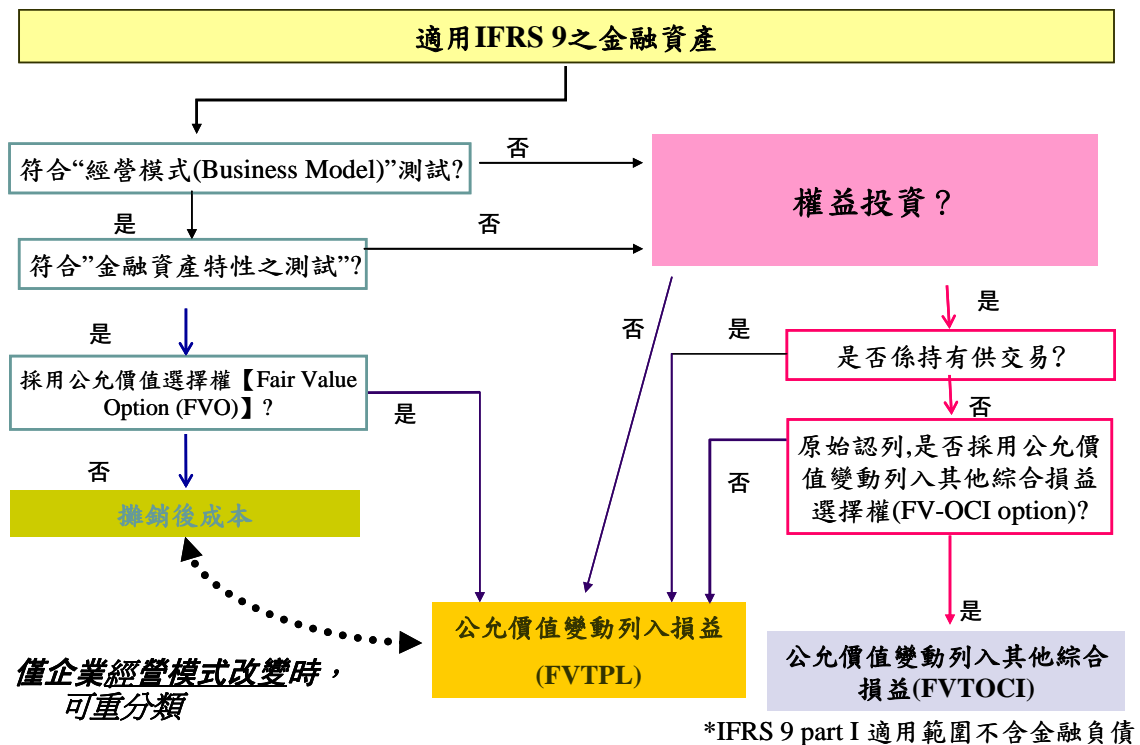 適用IFRS 9之金融資產
符合“經營模式(Business Model)”測試?
否
權益投資？
是
否
符合”金融資產特性之測試”?
是
是
否
是
是否係持有供交易?
採用公允價值選擇權【Fair Value
Option (FVO)】?
是
否
否
原始認列,是否採用公允價
值變動列入其他綜合損益
選擇權(FV-OCI option)?
否
攤銷後成本
是
公允價值變動列入損益
(FVTPL)
公允價值變動列入其他綜合
損益(FVTOCI)
僅企業經營模式改變時，
可重分類
*IFRS 9 part I 適用範圍不含金融負債